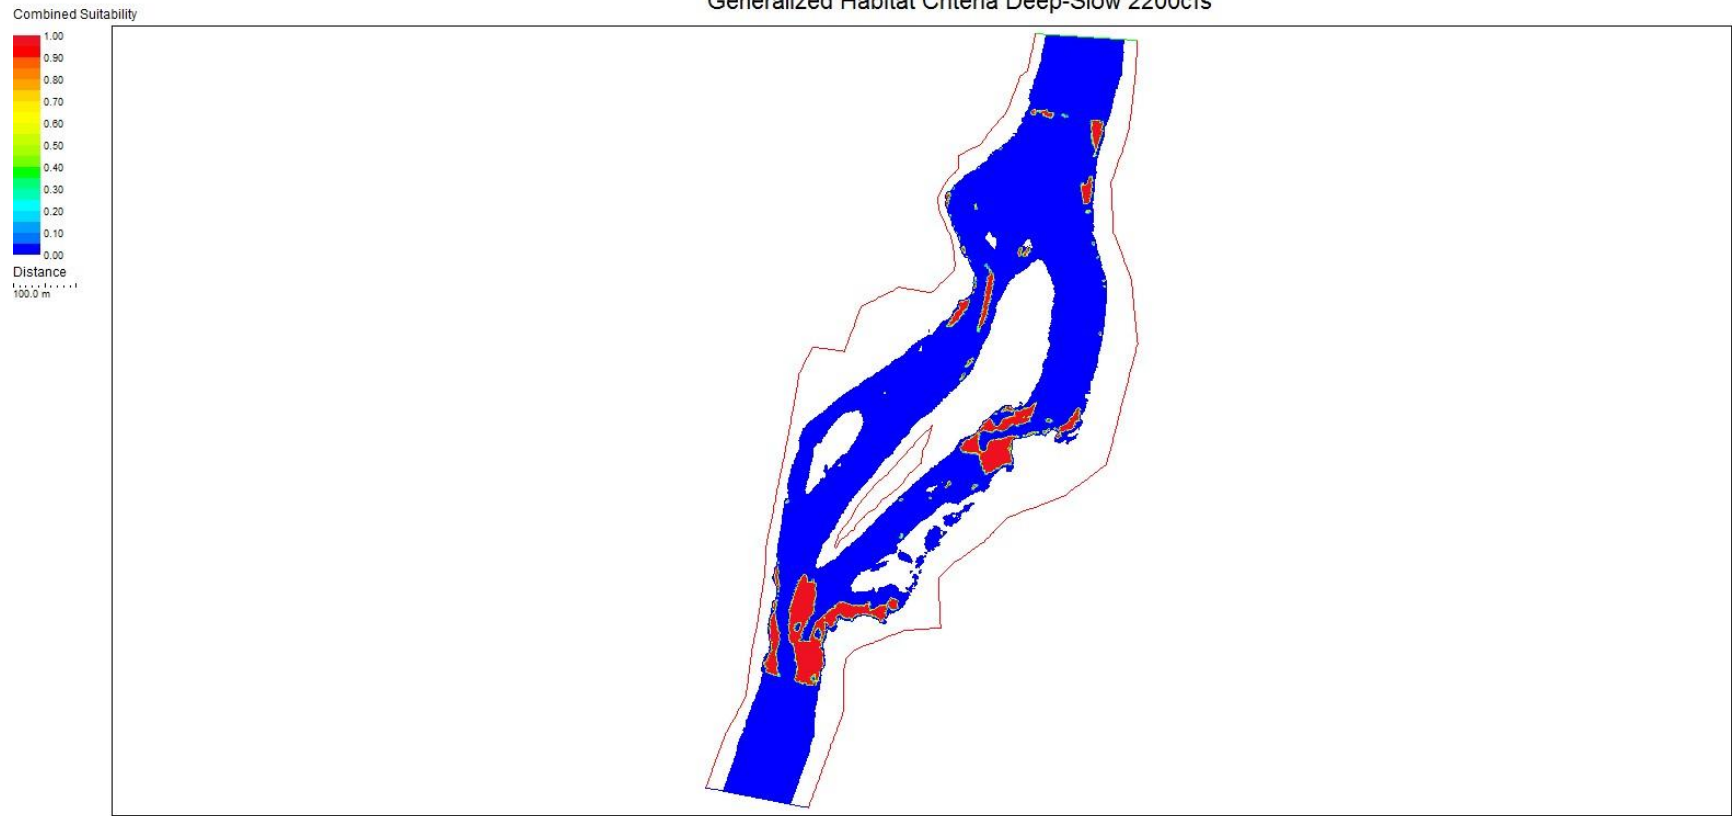 Generalized Habitat Criteria Deep-Slow 2200cfs
Combined Suitability
1.00
0.90
0.80
0.70
0.60
0.50
0.40
0.30
0.20
0.10
0.00
Distance
100.0 m